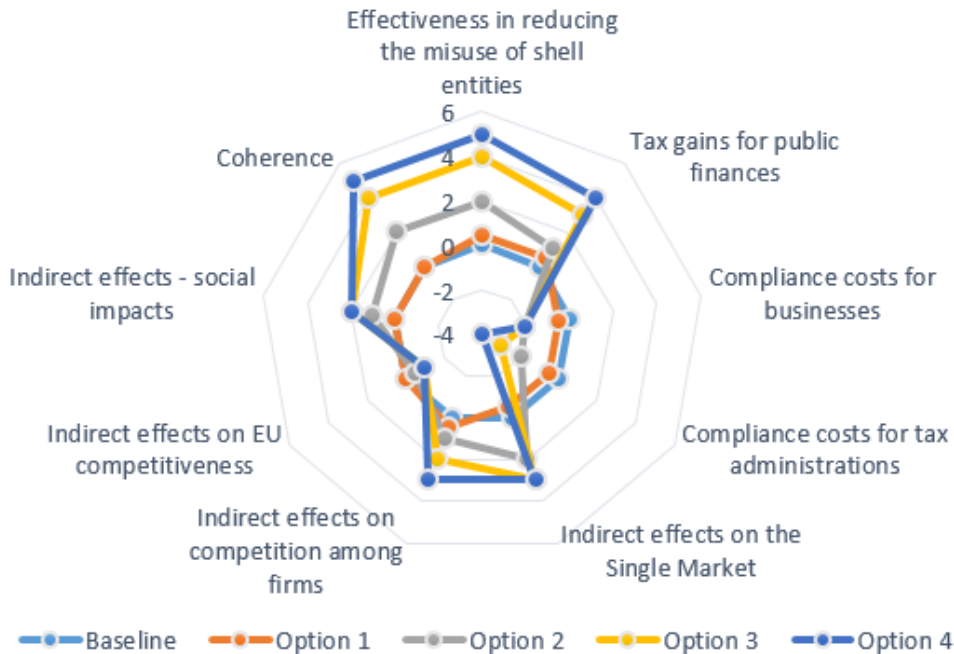 Effectiveness in reducing
the misuse of shell
entities
6
4
2
0
-2
-4
Tax gains for public
finances
Compliance costs for
businesses
Compliance costs for tax
administrations
Indirect effects on the
Single Market
Indirect effects on
competition among
firms
Indirect effects on EU
competitiveness
Indirect effects - social
impacts
Coherence
Baseline Option 1 Option 2 Option 3 Option 4